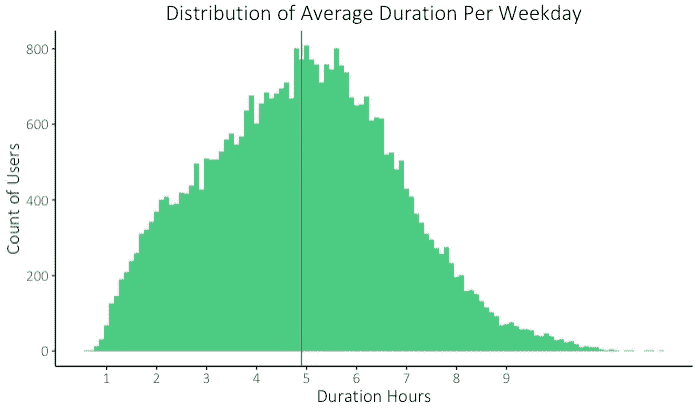 Distribution of Average Duration Per Weekday
800
600
400
200
0
Count of Users
1 2 3 4 5 6 7 8 9
Duration Hours